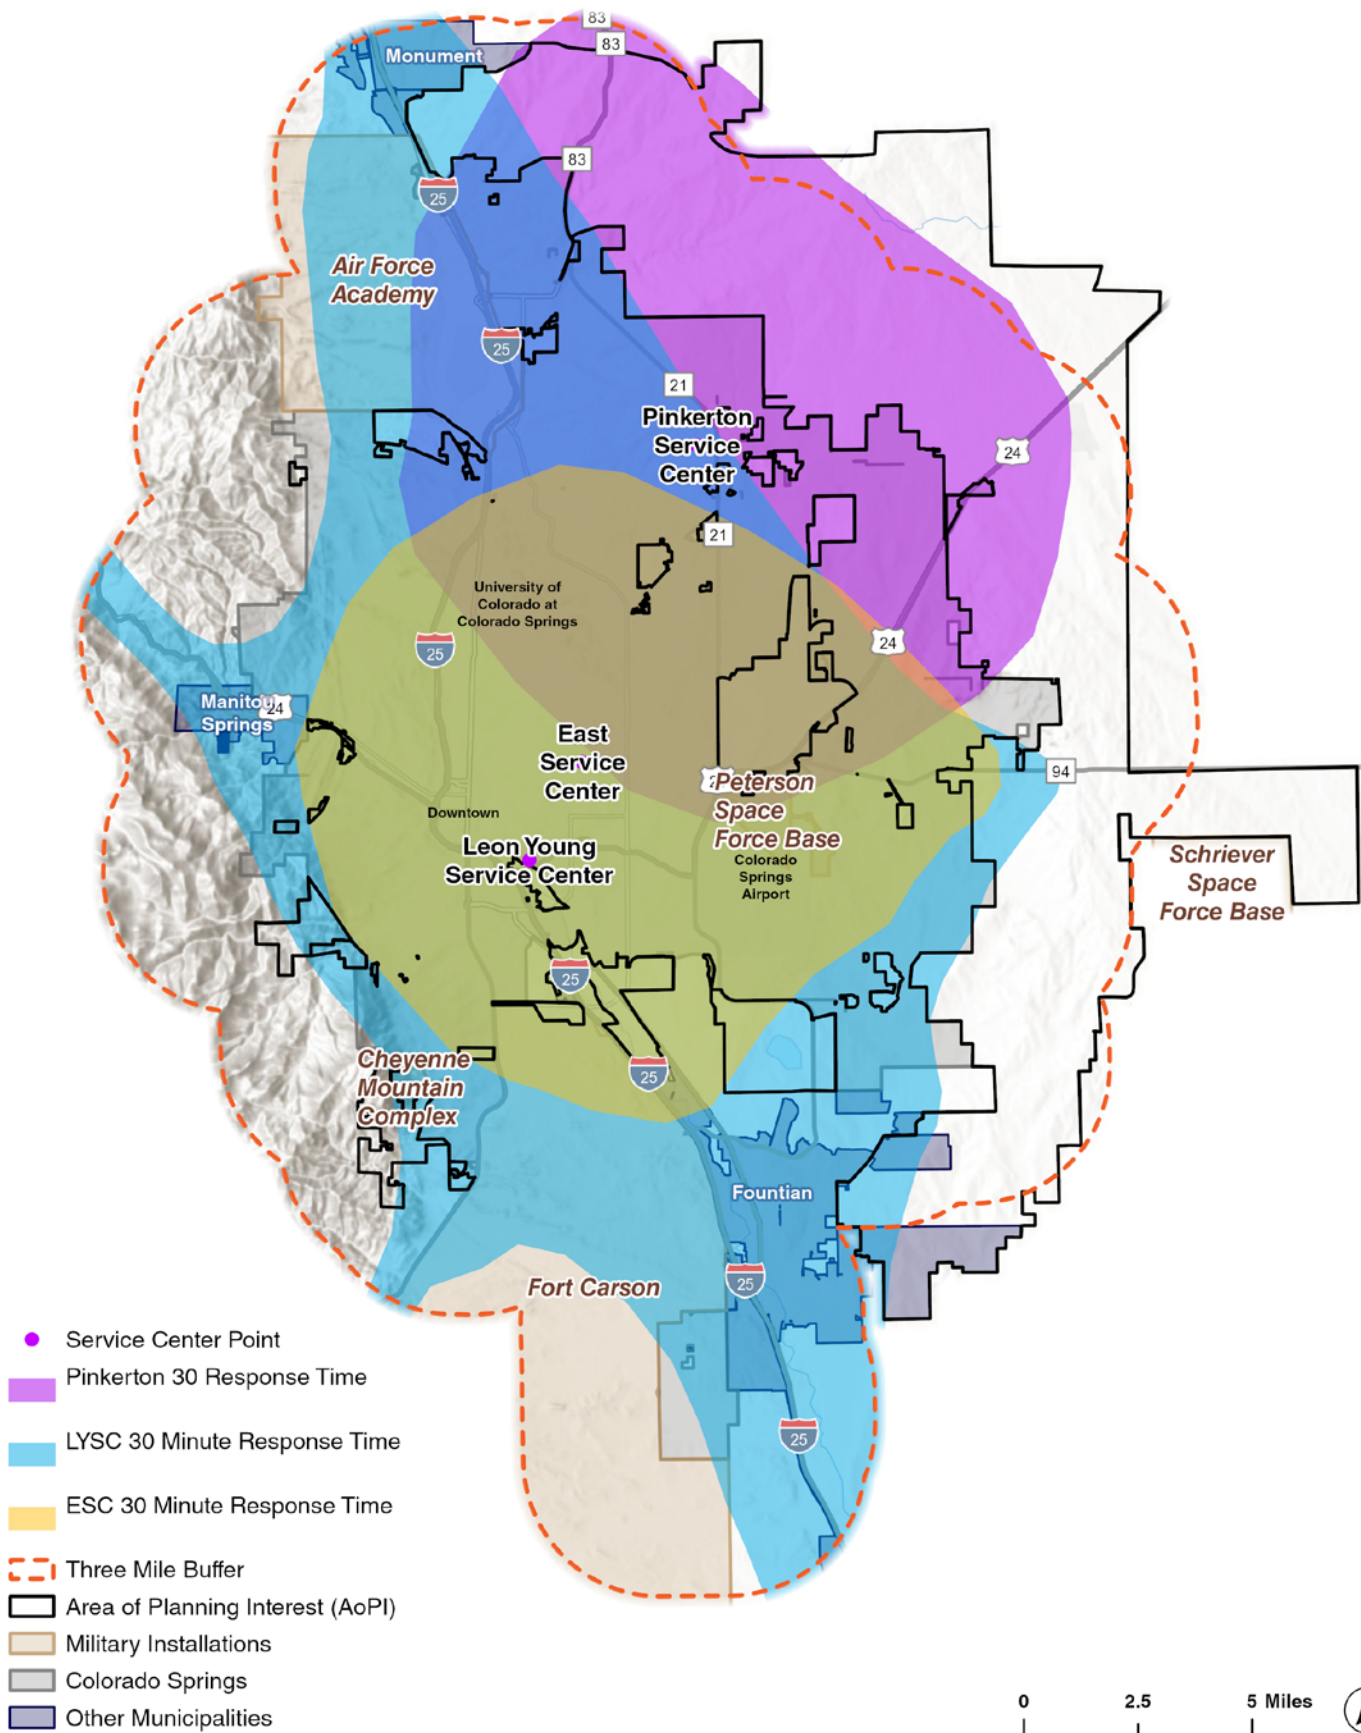 83
83
Monument
83
25
Air Force
Academy
25
21
Pinkerton
Service
Center
24
21
University of
Colorado at
Colorado Springs
25
24
Manitou
Springs
24
East
Service
Center
94
Peterson
Space
Force Base
Downtown
Leon Young
Service Center
Colorado
Springs
Airport
Schriever
Space
Force Base
25
Cheyenne
Mountain
Complex
25
Fountian
25
Fort Carson
25
Service Center Point
Pinkerton 30 Response Time
LYSC 30 Minute Response Time
ESC 30 Minute Response Time
Three Mile Buffer
Area of Planning Interest (AoPI)
Military Installations
Colorado Springs
Other Municipalities
0 2.5 5 Miles